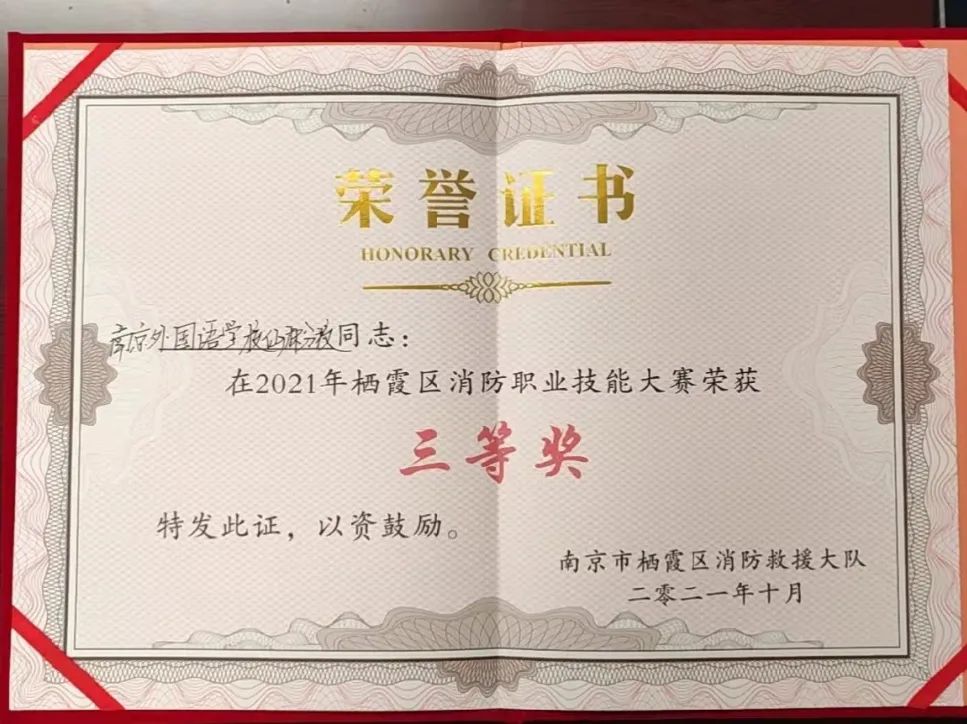 荣誉证书
HONORARY CREDENTIAL
南京外国语学校仙林分校同志：
在2021年栖霞区消防职业技能大赛荣获
三等奖
特发此证，以资鼓励。
南京市栖霞区消防救援大队
二零二一年十月